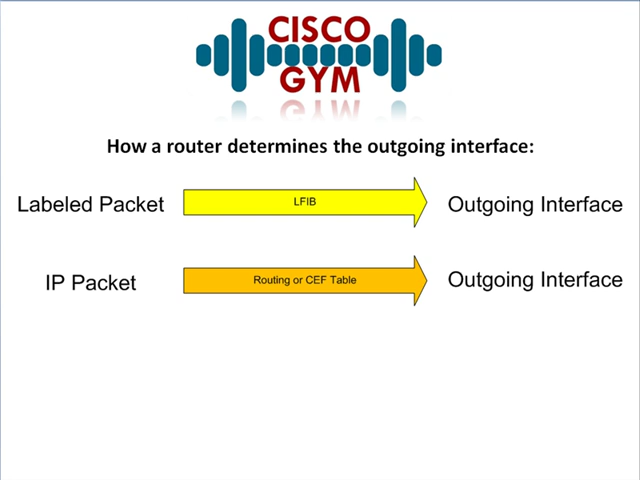 CISCO
GYM
How a router determines the outgoing interface:
Labeled Packet LFIB Outgoing Interface
IP Packet Routing or CEF Table Outgoing Interface